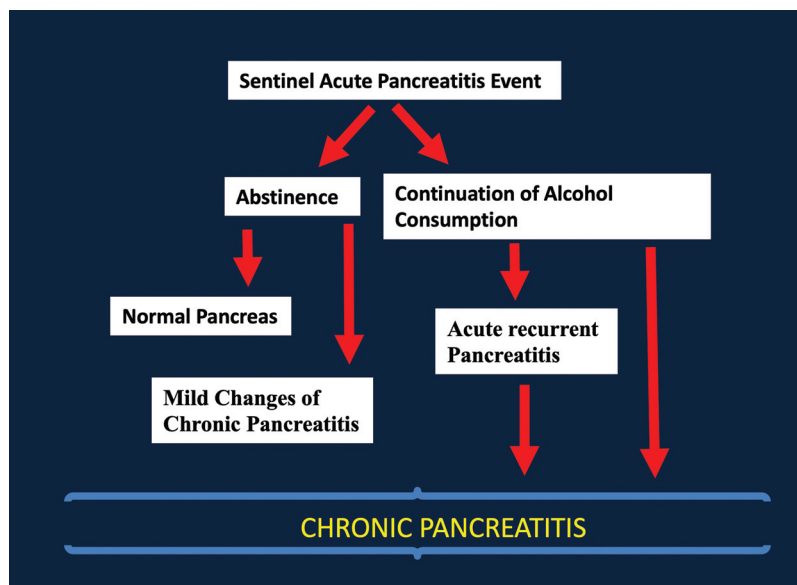 Sentinel Acute Pancreatitis Event
Abstinence
Continuation of Alcohol
Consumption
Normal Pancreas
Acute recurrent
Pancreatitis
Mild Changes of
Chronic Pancreatitis
CHRONIC PANCREATITIS